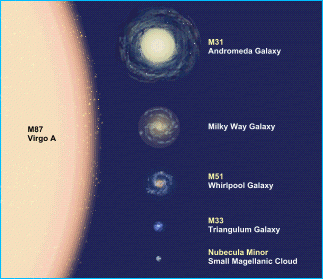 M87
Virgo A
M31
Andromeda Galaxy
Milky Way Galaxy
M51
Whirlpool Galaxy
M33
Triangulum Galaxy
Nubecula Minor
Small Magellanic Cloud